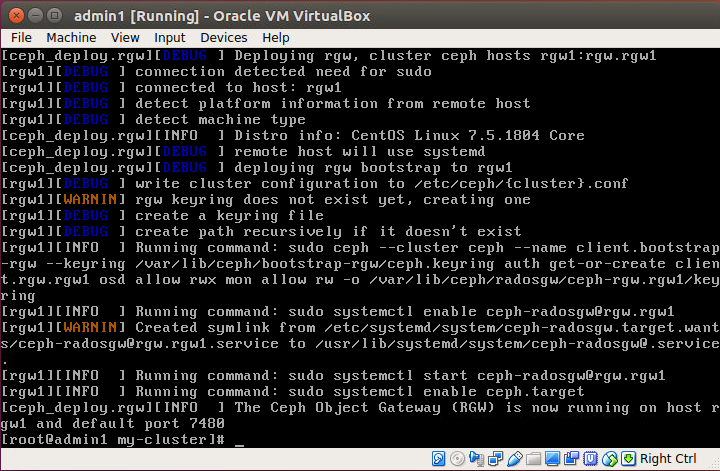 admin1 [Running] - Oracle VM VirtualBox
File Machine View Input Devices Help
[ceph_deploy.rgw][DEBUG ] Deploying rgw, cluster ceph hosts rgw1:rgw.rgw1
[rgw1][DEBUG ] connection detected need for sudo
[rgw1][DEBUG ] connected to host: rgw1
[rgw1][DEBUG ] detect platform information from remote host
[rgw1][DEBUG ] detect machine type
[ceph_deploy.rgw][INFO  ] Distro info: CentOS Linux 7.5.1804 Core
[ceph_deploy.rgw][DEBUG ] remote host will use systemd
[ceph_deploy.rgw][DEBUG ] deploying rgw bootstrap to rgw1
[rgw1][DEBUG ] write cluster configuration to /etc/ceph/{cluster}.conf
[rgw1][WARNIN] rgw keyring does not exist yet, creating one
[rgw1][DEBUG ] create a keyring file
[rgw1][DEBUG ] create path recursively if it doesn't exist
[rgw1][INFO  ] Running command: sudo ceph --cluster ceph --name client.bootstrap
-rgw --keyring /var/lib/ceph/bootstrap-rgw/ceph.keyring auth get-or-create clien
t.rgw.rgw1 osd allow rwx mon allow rw -o /var/lib/ceph/radosgw/ceph-rgw.rgw1/key
ring
[rgw1][INFO  ] Running command: sudo systemctl enable ceph-radosgw@rgw.rgw1
[rgw1][WARNIN] Created symlink from /etc/systemd/system/ceph-radosgw.target.want
s/ceph-radosgw@rgw.rgw1.service to /usr/lib/systemd/system/ceph-radosgw@.service
.
[rgw1][INFO  ] Running command: sudo systemctl start ceph-radosgw@rgw.rgw1
[rgw1][INFO  ] Running command: sudo systemctl enable ceph.target
[ceph_deploy.rgw][INFO  ] The Ceph Object Gateway (RGW) is now running on host r
gw1 and default port 7480
[root@admin1 my-cluster]# _
Right Ctrl